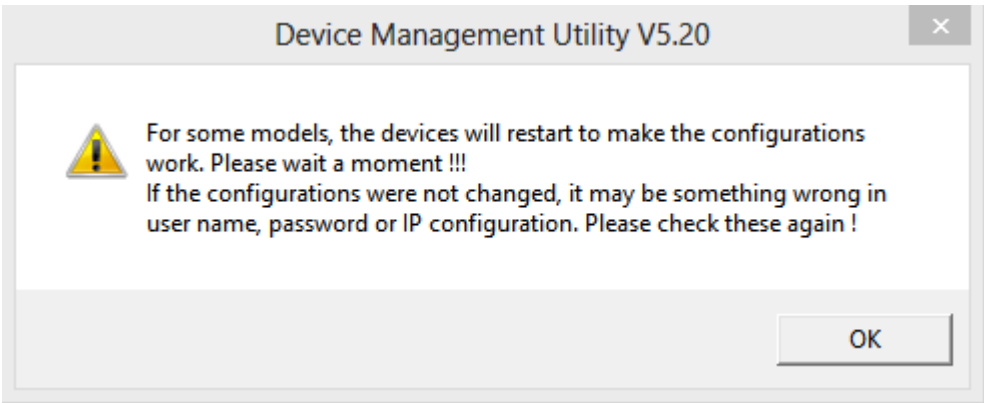 Device Management Utility V5.20
For some models, the devices will restart to make the configurations
work. Please wait a moment !!!
If the configurations were not changed, it may be something wrong in
user name, password or IP configuration. Please check these again !
OK